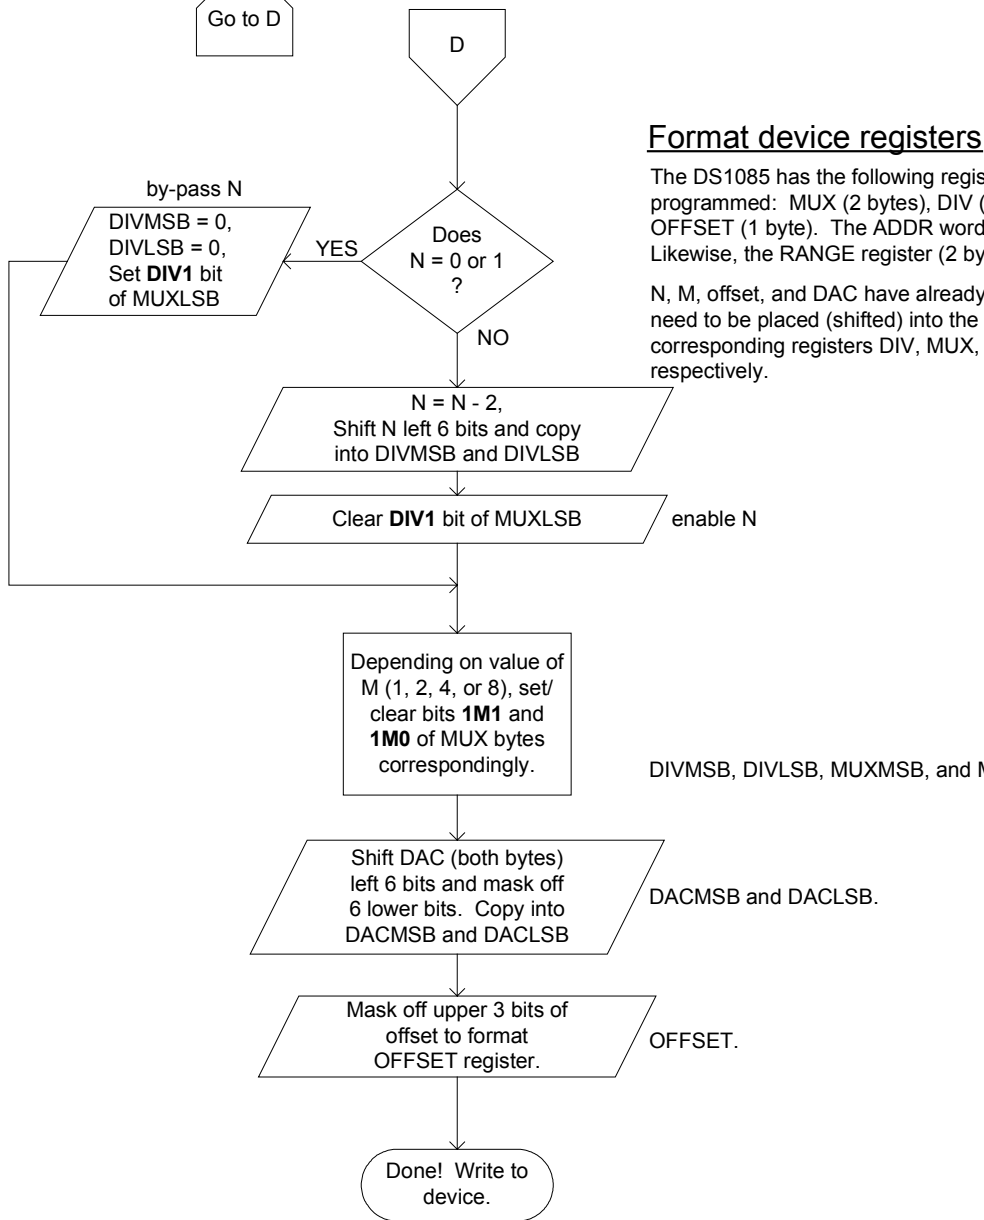 Go to D
D
Format device registers
The DS1085 has the following regis
programmed:  MUX (2 bytes), DIV (
OFFSET (1 byte).  The ADDR word
Likewise, the RANGE register (2 by
N, M, offset, and DAC have already
need to be placed (shifted) into the
corresponding registers DIV, MUX,
respectively.
by-pass N
DIVMSB = 0,
DIVLSB = 0,
Set DIV1 bit
of MUXLSB
YES
Does
N = 0 or 1
?
NO
N = N - 2,
Shift N left 6 bits and copy
into DIVMSB and DIVLSB
Clear DIV1 bit of MUXLSB
enable N
Depending on value of
M (1, 2, 4, or 8), set/
clear bits 1M1 and
1M0 of MUX bytes
correspondingly.
DIVMSB, DIVLSB, MUXMSB, and M
Shift DAC (both bytes)
left 6 bits and mask off
6 lower bits.  Copy into
DACMSB and DACLSB
DACMSB and DACLSB.
Mask off upper 3 bits of
offset to format
OFFSET register.
OFFSET.
Done!  Write to
device.